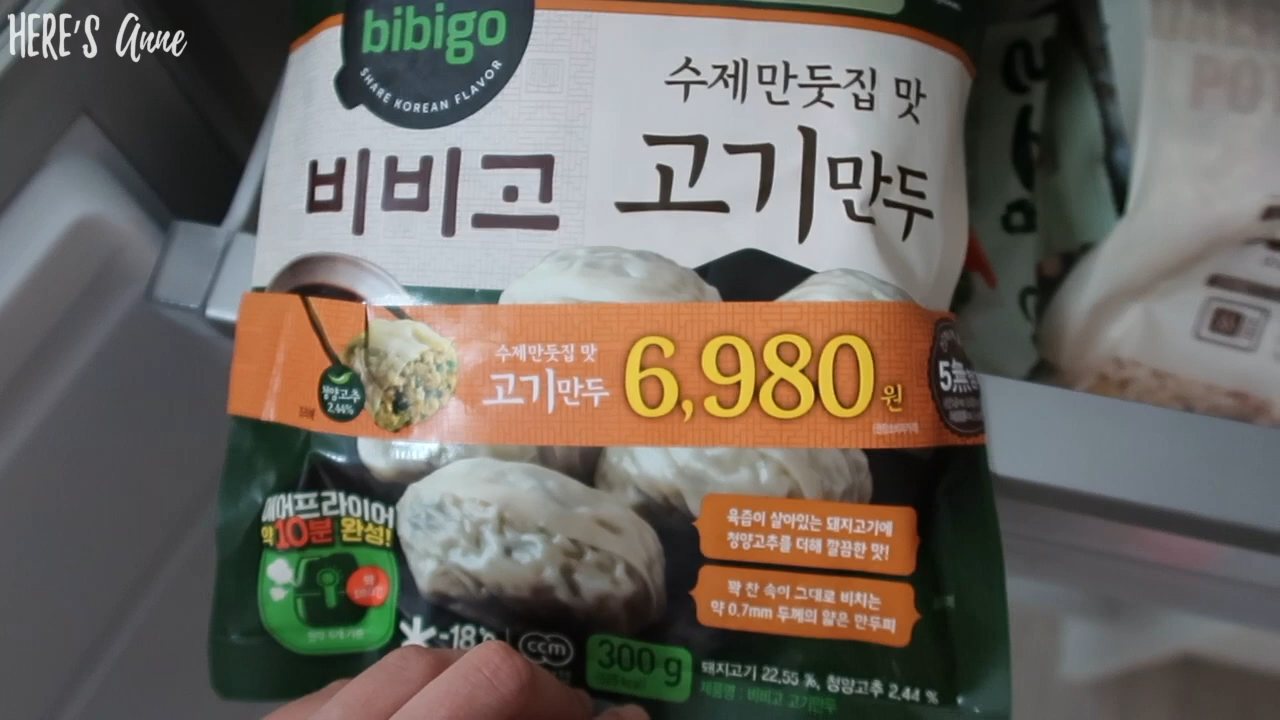 HERE'S Anne
bibigo
SHARE KOREAN FLAVOR
수제만둣집 맛
비비고 고기만두
수제만둣집 맛
고기만두 6,980원
청양고추
2.44%
5無
에어프라이어
약10분 완성!
육즙이 살아있는 돼지고기에
청양고추를 더해 깔끔한 맛!
꽉 찬 속이 그대로 비치는
약 0.7mm 두께의 얇은 만두피
-18℃
ccm
300 g
돼지고기 22.55 %, 청양고추 2.44 %
제품명 : 비비고 고기만두